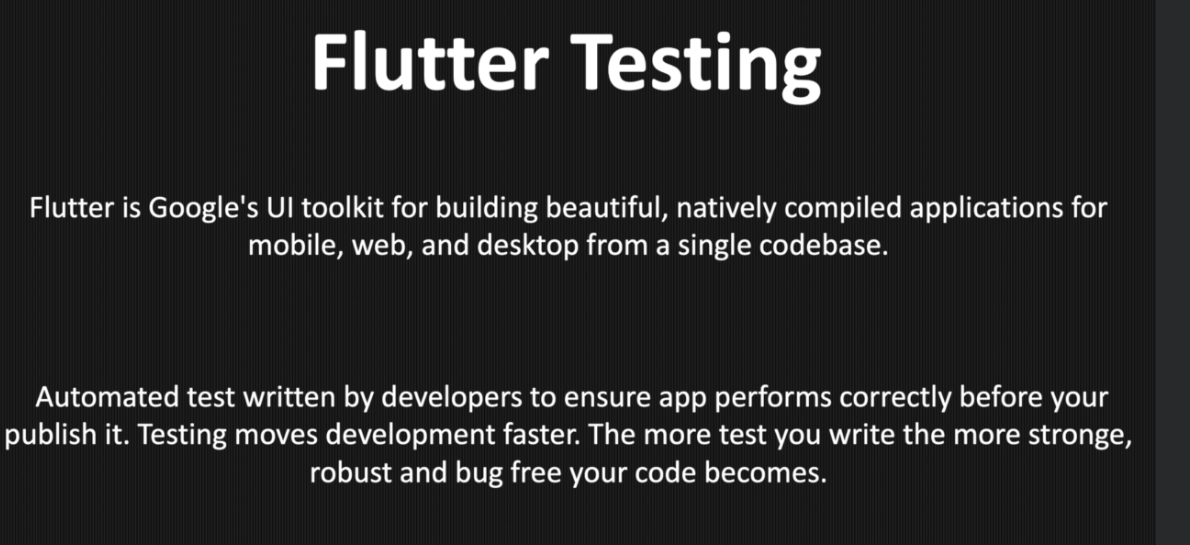 Flutter Testing
Flutter is Google's UI toolkit for building beautiful, natively compiled applications for
mobile, web, and desktop from a single codebase.
Automated test written by developers to ensure app performs correctly before your
publish it. Testing moves development faster. The more test you write the more stronge,
robust and bug free your code becomes.